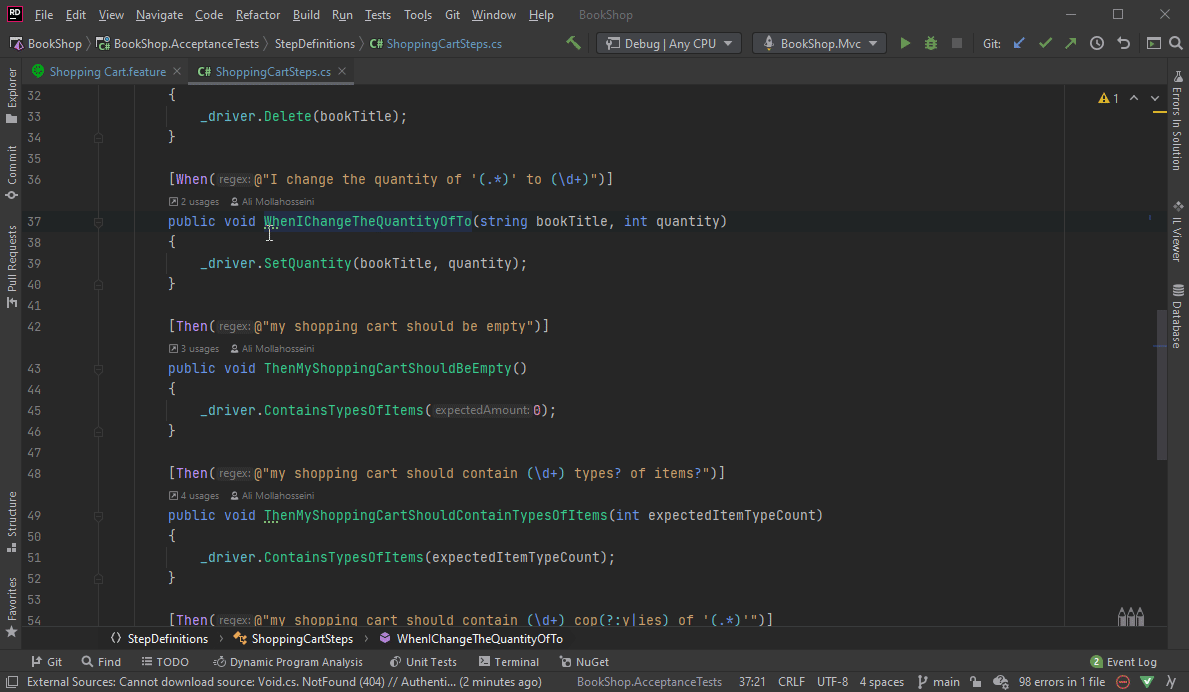 RD File Edit View Navigate Code Refactor Build Run Tests Tools Git Window Help BookShop
BookShop BookShop.AcceptanceTests StepDefinitions C# ShoppingCartSteps.cs Debug | Any CPU BookShop.Mvc Git:
Shopping Cart.feature C# ShoppingCartSteps.cs
Explorer
Commit
Pull Requests
Structure
Favorites
32 {
33 _driver.Delete(bookTitle);
34 }
35
36 [When(regex: @"I change the quantity of '(.*)' to (\d+)")]
2 usages Ali Mollahosseini
37 public void WhenIChangeTheQuantityOfTo(string bookTitle, int quantity)
38 {
39 _driver.SetQuantity(bookTitle, quantity);
40 }
41
42 [Then(regex: @"my shopping cart should be empty")]
3 usages Ali Mollahosseini
43 public void ThenMyShoppingCartShouldBeEmpty()
44 {
45 _driver.ContainsTypesOfItems(expectedAmount: 0);
46 }
47
48 [Then(regex: @"my shopping cart should contain (\d+) types? of items?")]
4 usages Ali Mollahosseini
49 public void ThenMyShoppingCartShouldContainTypesOfItems(int expectedItemTypeCount)
50 {
51 _driver.ContainsTypesOfItems(expectedItemTypeCount);
52 }
53
54 [Then(regex: @"my shopping cart should contain (\d+) cop(?:y|ies) of '(.*)'")]
1
Errors In Solution
IL Viewer
Database
StepDefinitions ShoppingCartSteps WhenIChangeTheQuantityOfTo
Git Find TODO Dynamic Program Analysis Unit Tests Terminal NuGet 2 Event Log
External Sources: Cannot download source: Void.cs. NotFound (404) // Authenti... (2 minutes ago) BookShop.AcceptanceTests 37:21 CRLF UTF-8 4 spaces main 98 errors in 1 file